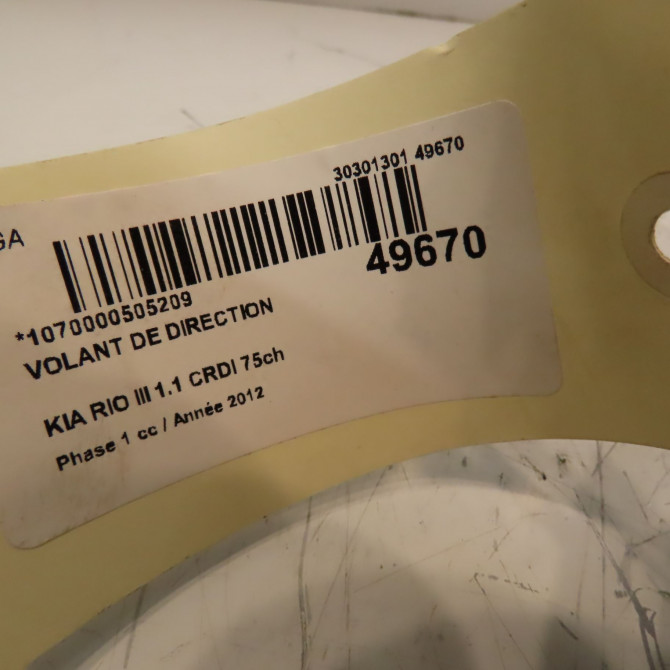 GA
30301301 49670
49670
*1070000505209
VOLANT DE DIRECTION
KIA RIO III 1.1 CRDI 75ch
Phase 1 cc / Année 2012